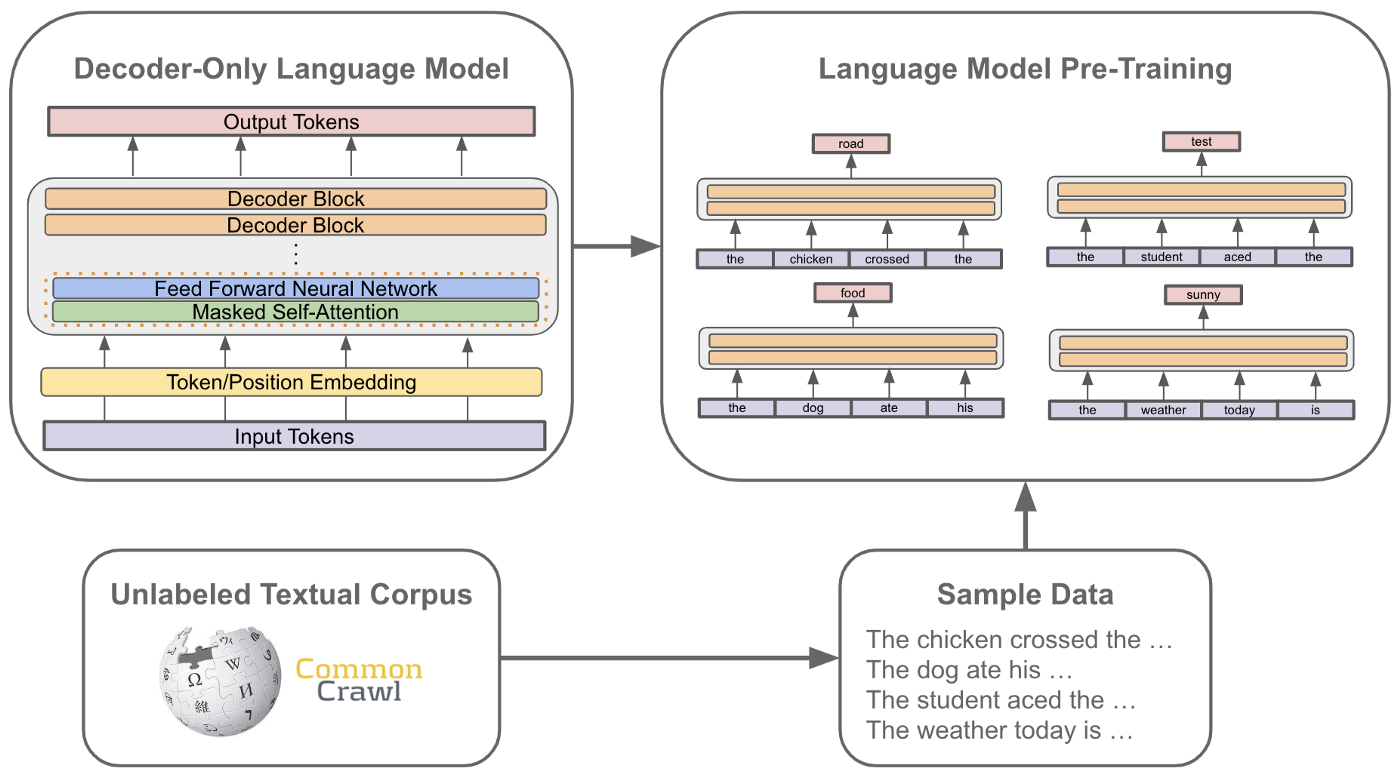 Decoder-Only Language Model
Output Tokens
Decoder Block
Decoder Block
Feed Forward Neural Network
Masked Self-Attention
Token/Position Embedding
Input Tokens
Language Model Pre-Training
road
the chicken crossed the
test
the student aced the
food
the dog ate his
sunny
the weather today is
Unlabeled Textual Corpus
Ω W И 維
Common
Crawl
Sample Data
The chicken crossed the …
The dog ate his …
The student aced the …
The weather today is …